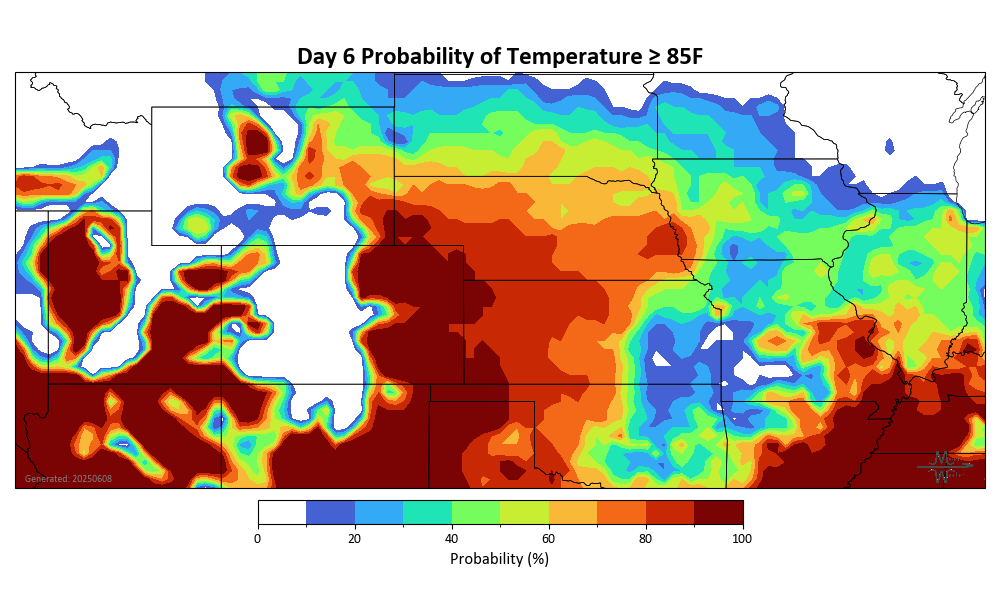 Day 6 Probability of Temperature ≥ 85F
Generated: 20250608
0 20 40 60 80 100
Probability (%)